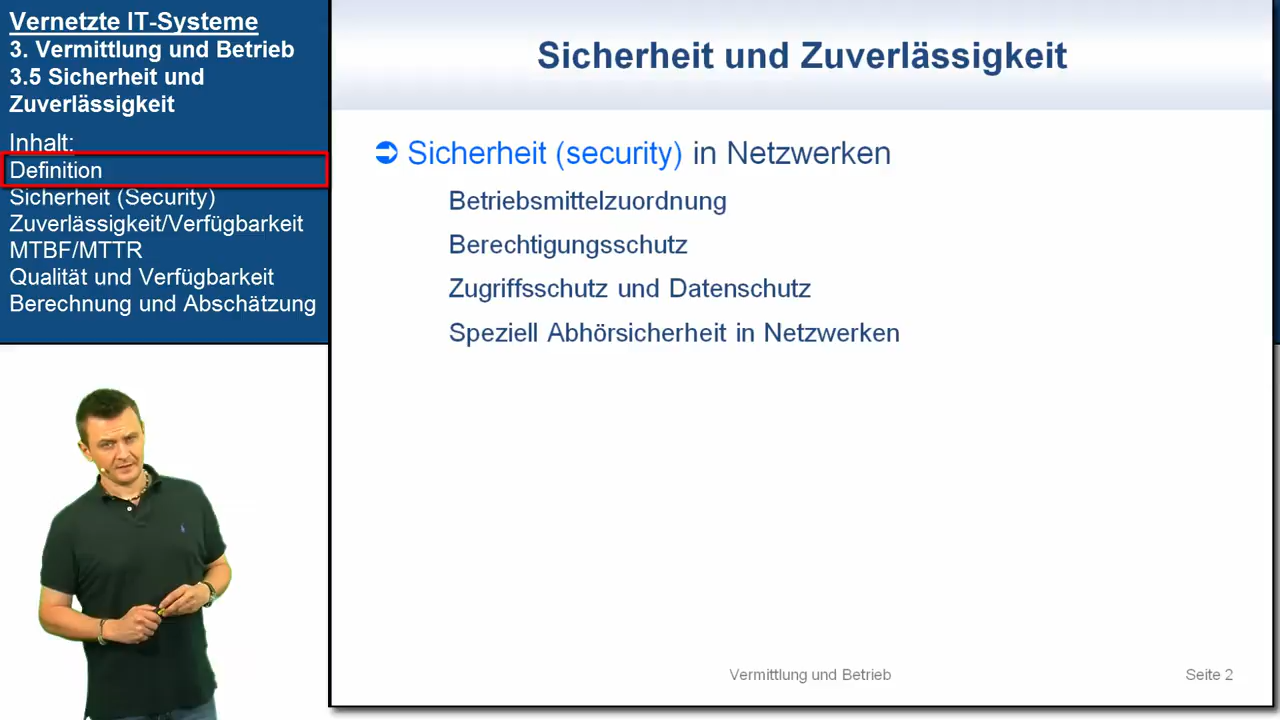 Vernetzte IT-Systeme
3. Vermittlung und Betrieb
3.5 Sicherheit und
Zuverlässigkeit
Inhalt:
Definition
Sicherheit (Security)
Zuverlässigkeit/Verfügbarkeit
MTBF/MTTR
Qualität und Verfügbarkeit
Berechnung und Abschätzung
Sicherheit und Zuverlässigkeit
Sicherheit (security) in Netzwerken
Betriebsmittelzuordnung
Berechtigungsschutz
Zugriffsschutz und Datenschutz
Speziell Abhörsicherheit in Netzwerken
Vermittlung und Betrieb
Seite 2